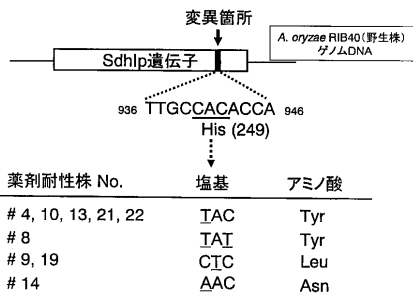 変異箇所
A. oryzae RIB40(野生株)
ゲノムDNA
SdhIp遺伝子
936 TTGCCACACCA 946
His (249)
薬剤耐性株 No. 塩基 アミノ酸
# 4, 10, 13, 21, 22 TAC Tyr
# 8 TAT Tyr
# 9, 19 CTC Leu
# 14 AAC Asn